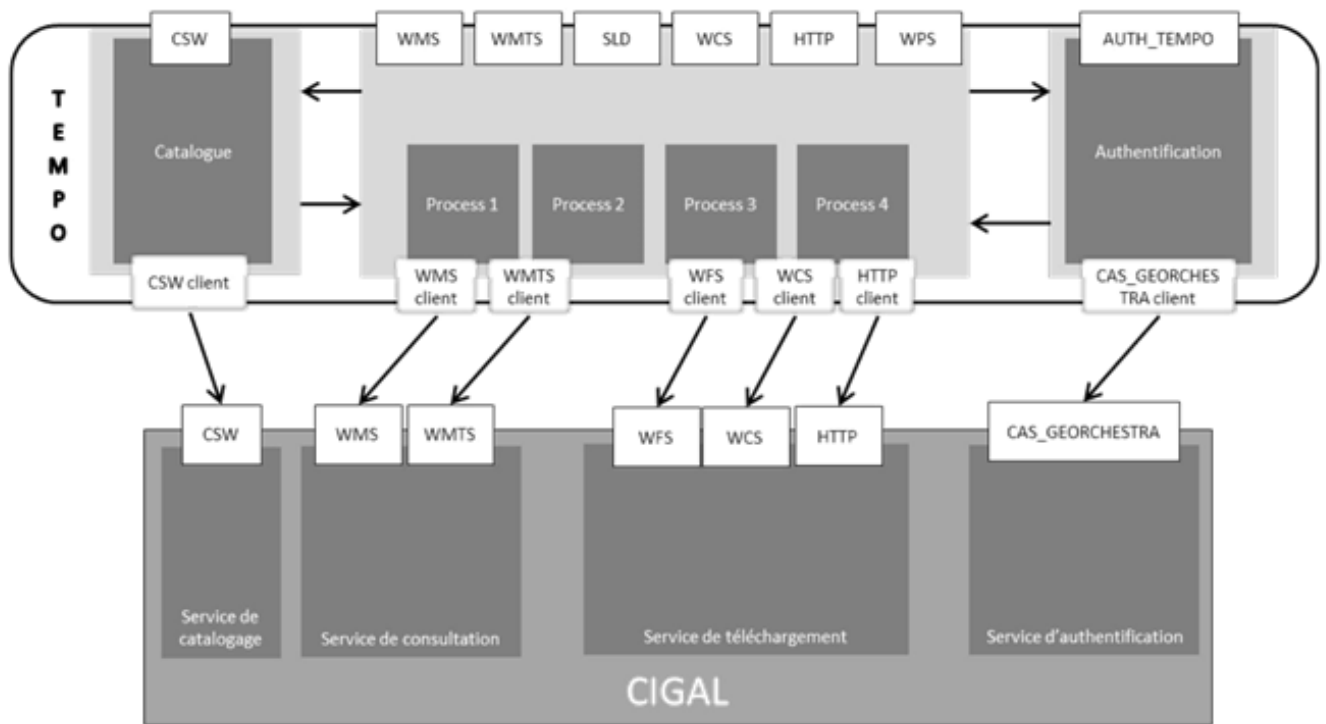 CSW
WMS
WMTS
SLD
WCS
HTTP
WPS
AUTH_TEMPO
T
E
M
P
O
Catalogue
Authentification
Process 1
Process 2
Process 3
Process 4
CSW client
WMS
client
WMTS
client
WFS
client
WCS
client
HTTP
client
CAS_GEORCHES
TRA client
CSW
WMS
WMTS
WFS
WCS
HTTP
CAS_GEORCHESTRA
Service de
catalogage
Service de consultation
Service de téléchargement
Service d'authentification
CIGAL